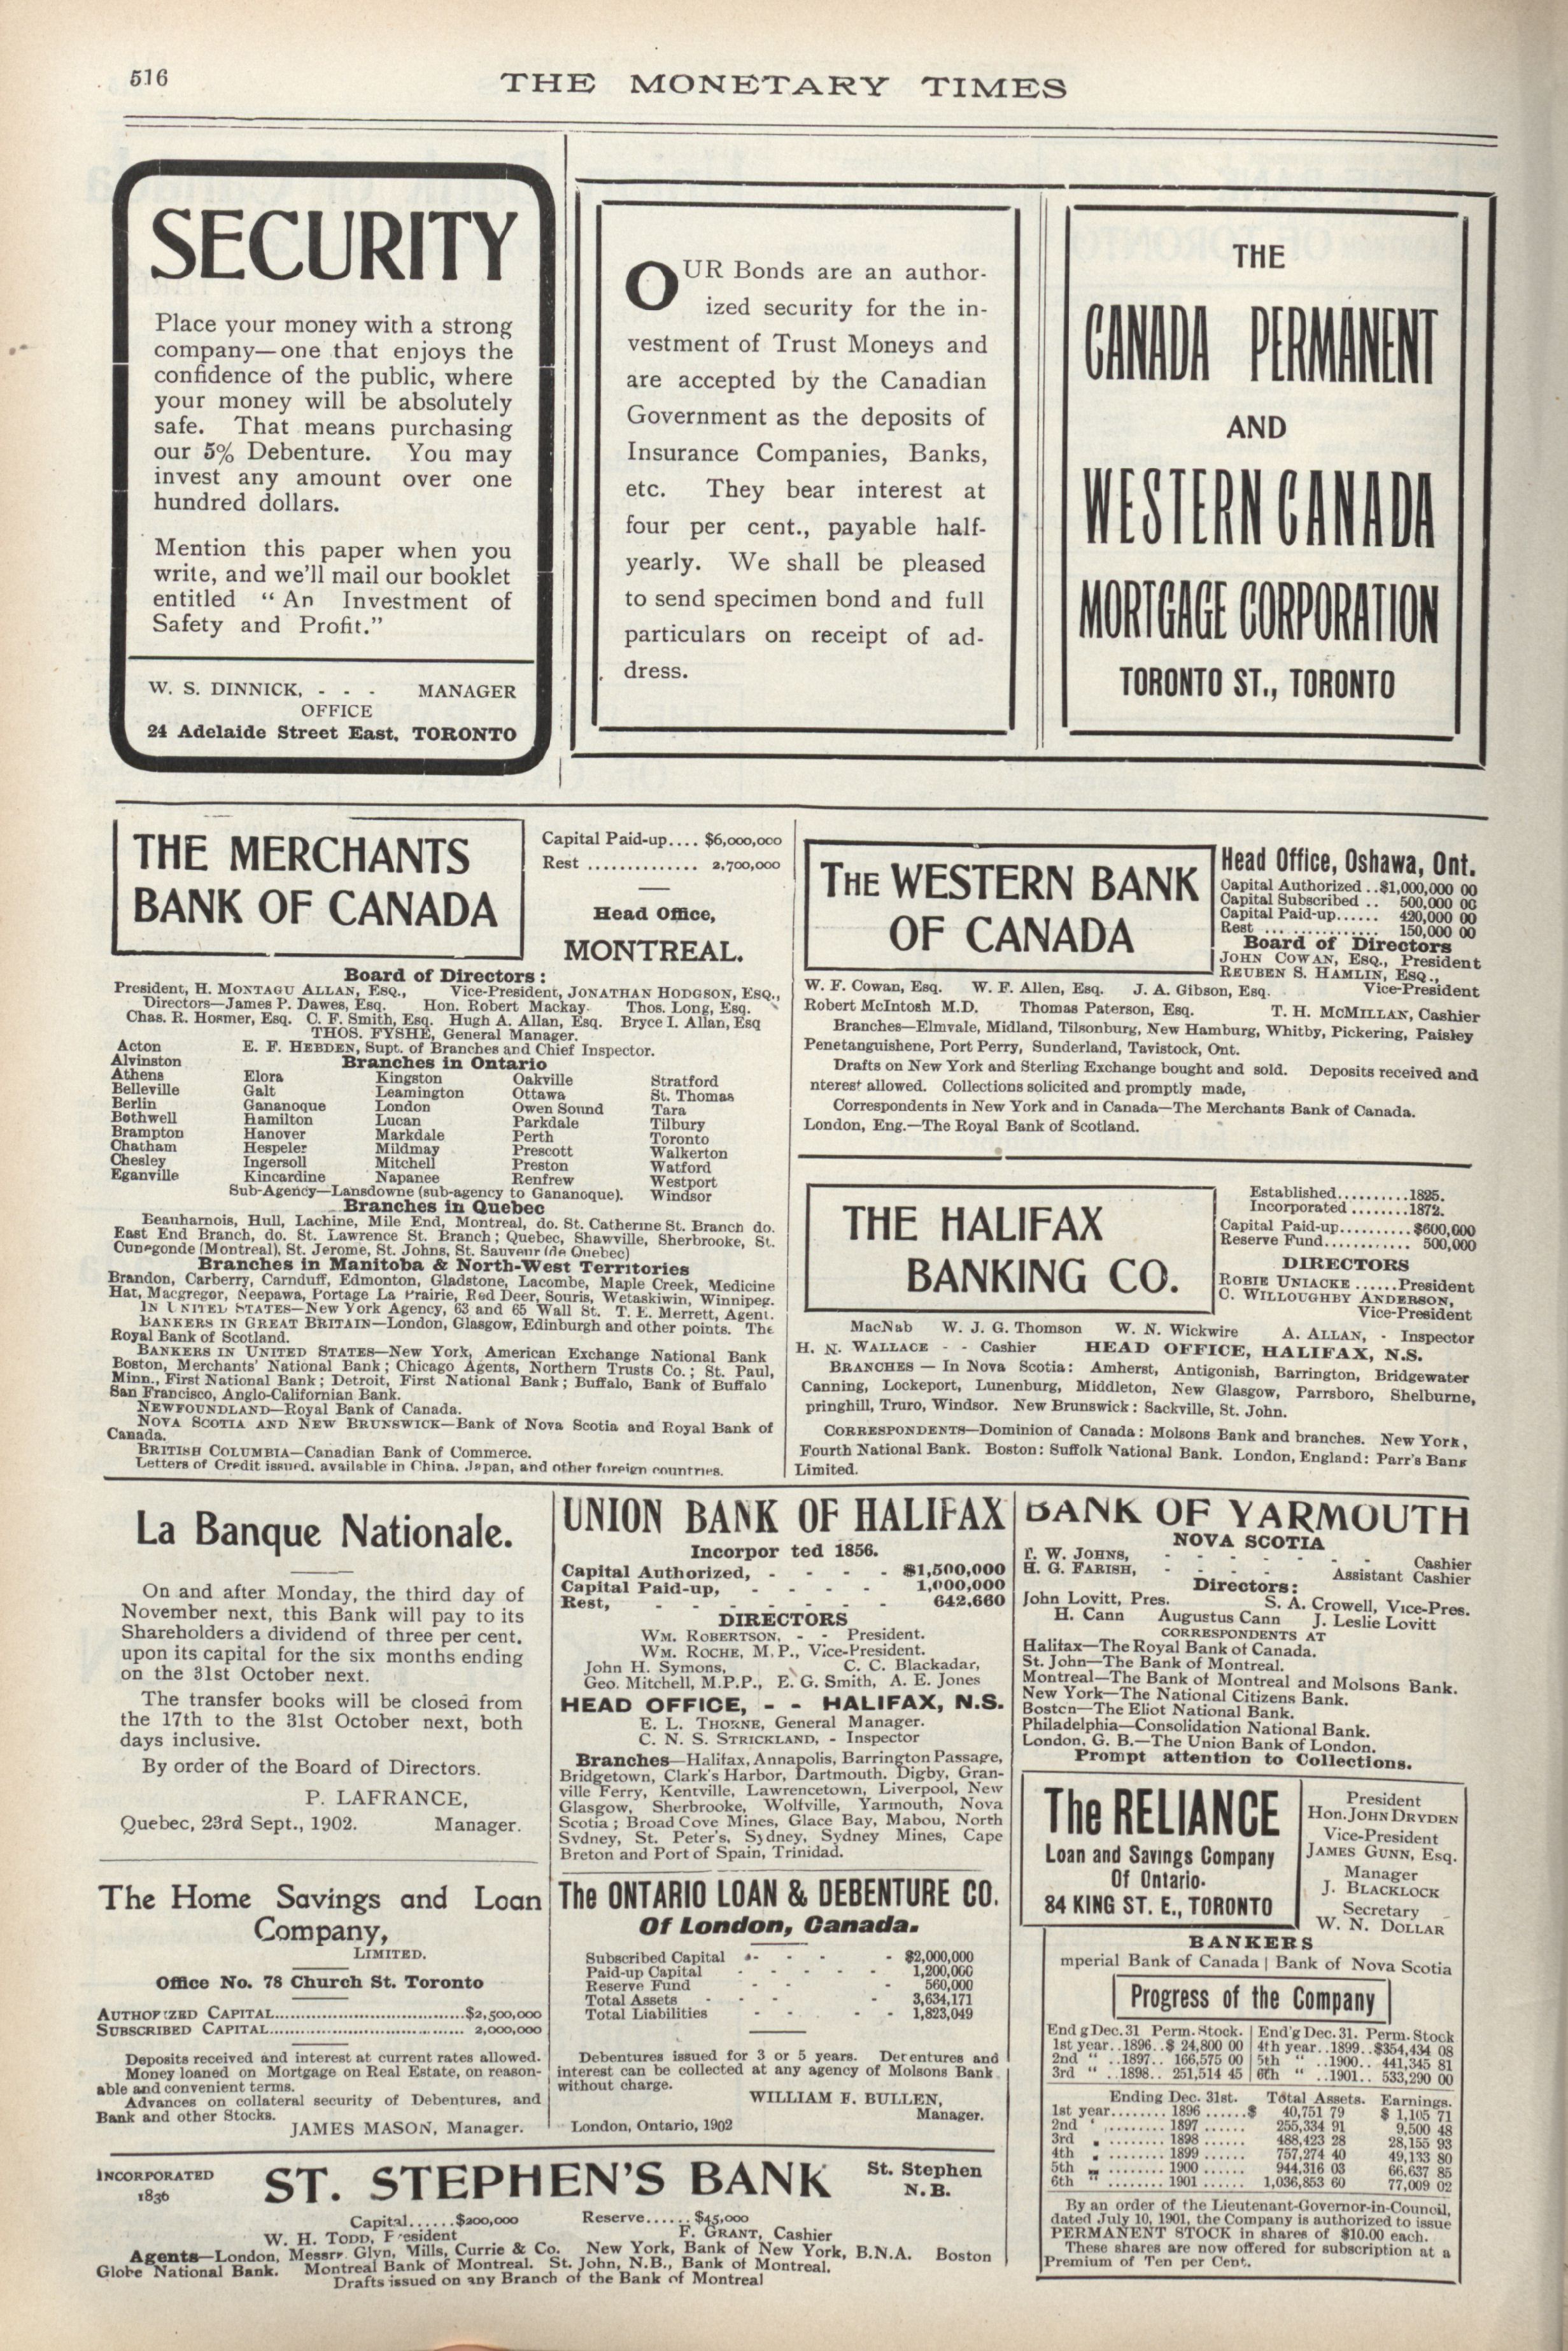 516
THE MONETARY TIMES
SECURITY
Place your money with a strong
company—one that enjoys the
confidence of the public, where
your money will be absolutely
safe. That means purchasing
our 5% Debenture. You may
invest any amount over one
hundred dollars.
Mention this paper when you
write, and we'll mail our booklet
entitled "An Investment of
Safety and Profit."
W. S. DINNICK, - - - MANAGER
OFFICE
24 Adelaide Street East, TORONTO
OUR Bonds are an author-
ized security for the in-
vestment of Trust Moneys and
are accepted by the Canadian
Government as the deposits of
Insurance Companies, Banks,
etc. They bear interest at
four per cent., payable half-
yearly. We shall be pleased
to send specimen bond and full
particulars on receipt of ad-
dress.
THE
CANADA PERMANENT
AND
WESTERN CANADA
MORTGAGE CORPORATION
TORONTO ST., TORONTO
THE MERCHANTS
BANK OF CANADA
Capital Paid-up.... $6,000,000
Rest .............. 2,700,000
Head Office,
MONTREAL.
Board of Directors:
President, H. MONTAGU ALLAN, ESQ., Vice-President, JONATHAN HODGSON, ESQ.,
Directors—James P. Dawes, Esq. Hon. Robert Mackay. Thos. Long, Esq.
Chas. R. Hosmer, Esq. C. F. Smith, Esq. Hugh A. Allan, Esq. Bryce I. Allan, Esq
THOS. FYSHE, General Manager.
E. F. HEBDEN, Supt. of Branches and Chief Inspector.
Branches in Ontario
Acton
Alvinston
Athens Elora Kingston Oakville Stratford
Belleville Galt Leamington Ottawa St. Thomas
Berlin Gananoque London Owen Sound Tara
Bothwell Hamilton Lucan Parkdale Tilbury
Brampton Hanover Markdale Perth Toronto
Chatham Hespeler Mildmay Prescott Walkerton
Chesley Ingersoll Mitchell Preston Watford
Eganville Kincardine Napanee Renfrew Westport
Sub-Agency—Lansdowne (sub-agency to Gananoque). Windsor
Branches in Quebec
Beauharnois, Hull, Lachine, Mile End, Montreal, do. St. Catherine St. Branch do.
East End Branch, do. St. Lawrence St. Branch; Quebec, Shawville, Sherbrooke, St.
Cunegonde (Montreal), St. Jerome, St. Johns, St. Sauveur (de Quebec)
Branches in Manitoba & North-West Territories
Brandon, Carberry, Carnduff, Edmonton, Gladstone, Lacombe, Maple Creek, Medicine
Hat, Macgregor, Neepawa, Portage La Prairie, Red Deer, Souris, Wetaskiwin, Winnipeg.
IN UNITED STATES—New York Agency, 63 and 65 Wall St. T. E. Merrett, Agent.
BANKERS IN GREAT BRITAIN—London, Glasgow, Edinburgh and other points. The
Royal Bank of Scotland.
BANKERS IN UNITED STATES—New York, American Exchange National Bank
Boston, Merchants' National Bank; Chicago Agents, Northern Trusts Co.; St. Paul,
Minn., First National Bank; Detroit, First National Bank; Buffalo, Bank of Buffalo
San Francisco, Anglo-Californian Bank.
NEWFOUNDLAND—Royal Bank of Canada.
NOVA SCOTIA AND NEW BRUNSWICK—Bank of Nova Scotia and Royal Bank of
Canada.
BRITISH COLUMBIA—Canadian Bank of Commerce.
Letters of Credit issued, available in China, Japan, and other foreign countries.
THE WESTERN BANK
OF CANADA
Head Office, Oshawa, Ont.
Capital Authorized ..$1,000,000 00
Capital Subscribed .. 500,000 00
Capital Paid-up...... 420,000 00
Rest ................ 150,000 00
Board of Directors
JOHN COWAN, ESQ., President
REUBEN S. HAMLIN, ESQ.,
Vice-President
W. F. Cowan, Esq. W. F. Allen, Esq. J. A. Gibson, Esq.
Robert McIntosh M.D. Thomas Paterson, Esq. T. H. MCMILLAN, Cashier
Branches—Elmvale, Midland, Tilsonburg, New Hamburg, Whitby, Pickering, Paisley
Penetanguishene, Port Perry, Sunderland, Tavistock, Ont.
Drafts on New York and Sterling Exchange bought and sold. Deposits received and
nterest allowed. Collections solicited and promptly made,
Correspondents in New York and in Canada—The Merchants Bank of Canada.
London, Eng.—The Royal Bank of Scotland.
THE HALIFAX
BANKING CO.
Established..........1825.
Incorporated ........1872.
Capital Paid-up..........$600,000
Reserve Fund............ 500,000
DIRECTORS
ROBIE UNIACKE ......President
C. WILLOUGHBY ANDERSON,
Vice-President
MacNab W. J. G. Thomson W. N. Wickwire A. ALLAN, - Inspector
H. N. WALLACE - - Cashier HEAD OFFICE, HALIFAX, N.S.
BRANCHES — In Nova Scotia: Amherst, Antigonish, Barrington, Bridgewater
Canning, Lockeport, Lunenburg, Middleton, New Glasgow, Parrsboro, Shelburne,
pringhill, Truro, Windsor. New Brunswick: Sackville, St. John.
CORRESPONDENTS—Dominion of Canada: Molsons Bank and branches. New York,
Fourth National Bank. Boston: Suffolk National Bank. London, England: Parr's Bank
Limited.
La Banque Nationale.
On and after Monday, the third day of
November next, this Bank will pay to its
Shareholders a dividend of three per cent.
upon its capital for the six months ending
on the 31st October next.
The transfer books will be closed from
the 17th to the 31st October next, both
days inclusive.
By order of the Board of Directors.
P. LAFRANCE,
Quebec, 23rd Sept., 1902. Manager.
The Home Savings and Loan
Company,
LIMITED.
Office No. 78 Church St. Toronto
AUTHORIZED CAPITAL..............................$2,500,000
SUBSCRIBED CAPITAL.............................. 2,000,000
Deposits received and interest at current rates allowed.
Money loaned on Mortgage on Real Estate, on reason-
able and convenient terms.
Advances on collateral security of Debentures, and
Bank and other Stocks.
JAMES MASON, Manager.
UNION BANK OF HALIFAX
Incorpor ted 1856.
Capital Authorized, - - - - $1,500,000
Capital Paid-up, - - - - 1,000,000
Rest, - - - - - - - 642,660
DIRECTORS
WM. ROBERTSON, - - President.
WM. ROCHE, M.P., Vice-President.
John H. Symons, C. C. Blackadar,
Geo. Mitchell, M.P.P., E. G. Smith, A. E. Jones
HEAD OFFICE, - - HALIFAX, N.S.
E. L. THORNE, General Manager.
C. N. S. STRICKLAND, - Inspector
Branches—Halifax, Annapolis, Barrington Passage,
Bridgetown, Clark's Harbor, Dartmouth, Digby, Gran-
ville Ferry, Kentville, Lawrencetown, Liverpool, New
Glasgow, Sherbrooke, Wolfville, Yarmouth, Nova
Scotia; Broad Cove Mines, Glace Bay, Mabou, North
Sydney, St. Peter's, Sydney, Sydney Mines, Cape
Breton and Port of Spain, Trinidad.
The ONTARIO LOAN & DEBENTURE CO.
Of London, Canada.
Subscribed Capital - - - - $2,000,000
Paid-up Capital - - - - - 1,200,000
Reserve Fund - - - 560,000
Total Assets - - - - 3,634,171
Total Liabilities - - - - 1,823,049
Debentures issued for 3 or 5 years. Debentures and
interest can be collected at any agency of Molsons Bank
without charge.
WILLIAM F. BULLEN,
Manager.
London, Ontario, 1902
BANK OF YARMOUTH
NOVA SCOTIA
T. W. JOHNS, - - - - - - Cashier
H. G. FARISH, - - - - Assistant Cashier
Directors:
John Lovitt, Pres. S. A. Crowell, Vice-Pres.
H. Cann Augustus Cann J. Leslie Lovitt
CORRESPONDENTS AT
Halifax—The Royal Bank of Canada.
St. John—The Bank of Montreal.
Montreal—The Bank of Montreal and Molsons Bank.
New York—The National Citizens Bank.
Boston—The Eliot National Bank.
Philadelphia—Consolidation National Bank.
London, G. B.—The Union Bank of London.
Prompt attention to Collections.
The RELIANCE
Loan and Savings Company
Of Ontario.
84 KING ST. E., TORONTO
President
Hon. JOHN DRYDEN
Vice-President
JAMES GUNN, Esq.
Manager
J. BLACKLOCK
Secretary
W. N. DOLLAR
BANKERS
mperial Bank of Canada | Bank of Nova Scotia
Progress of the Company
End g Dec. 31 Perm. Stock. | End'g Dec. 31. Perm. Stock
1st year..1896..$ 24,800 00 | 4th year..1899..$354,434 08
2nd " ..1897.. 166,575 00 | 5th " ..1900.. 441,345 81
3rd " ..1898.. 251,514 45 | 6th " ..1901.. 533,290 00
Ending Dec. 31st. Total Assets. Earnings.
1st year........ 1896 ......$ 40,751 79 $ 1,105 71
2nd ' ........ 1897 ...... 255,334 91 9,500 48
3rd " ........ 1898 ...... 488,423 28 28,155 93
4th " ........ 1899 ...... 757,274 40 49,133 80
5th " ........ 1900 ...... 944,316 03 66,637 85
6th " ........ 1901 ...... 1,036,853 60 77,009 02
By an order of the Lieutenant-Governor-in-Council,
dated July 10, 1901, the Company is authorized to issue
PERMANENT STOCK in shares of $10.00 each.
These shares are now offered for subscription at a
Premium of Ten per Cent.
INCORPORATED
1836
ST. STEPHEN'S BANK
St. Stephen
N.B.
Capital......$200,000 Reserve......$45,000
W. H. TODD, President F. GRANT, Cashier
Agents—London, Messrs. Glyn, Mills, Currie & Co. New York, Bank of New York, B.N.A. Boston
Globe National Bank. Montreal Bank of Montreal. St. John, N.B., Bank of Montreal.
Drafts issued on any Branch of the Bank of Montreal